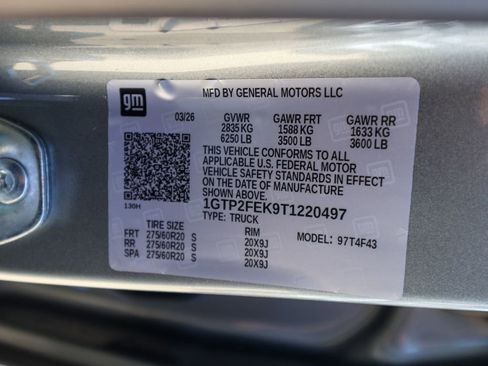 gm
MFD BY GENERAL MOTORS LLC
03/26 GVWR GAWR FRT GAWR RR
2835 KG 1588 KG 1633 KG
6250 LB 3500 LB 3600 LB
THIS VEHICLE CONFORMS TO ALL
APPLICABLE U.S. FEDERAL MOTOR
VEHICLE SAFETY STANDARDS IN EFFECT
ON THE DATE OF MANUFACTURE SHOWN ABOVE.
1GTP2FEK9T1220497
TYPE: TRUCK
130H
TIRE SIZE RIM MODEL: 97T4F43
FRT 275/60R20 S 20X9J
RR 275/60R20 S 20X9J
SPA 275/60R20 S 20X9J